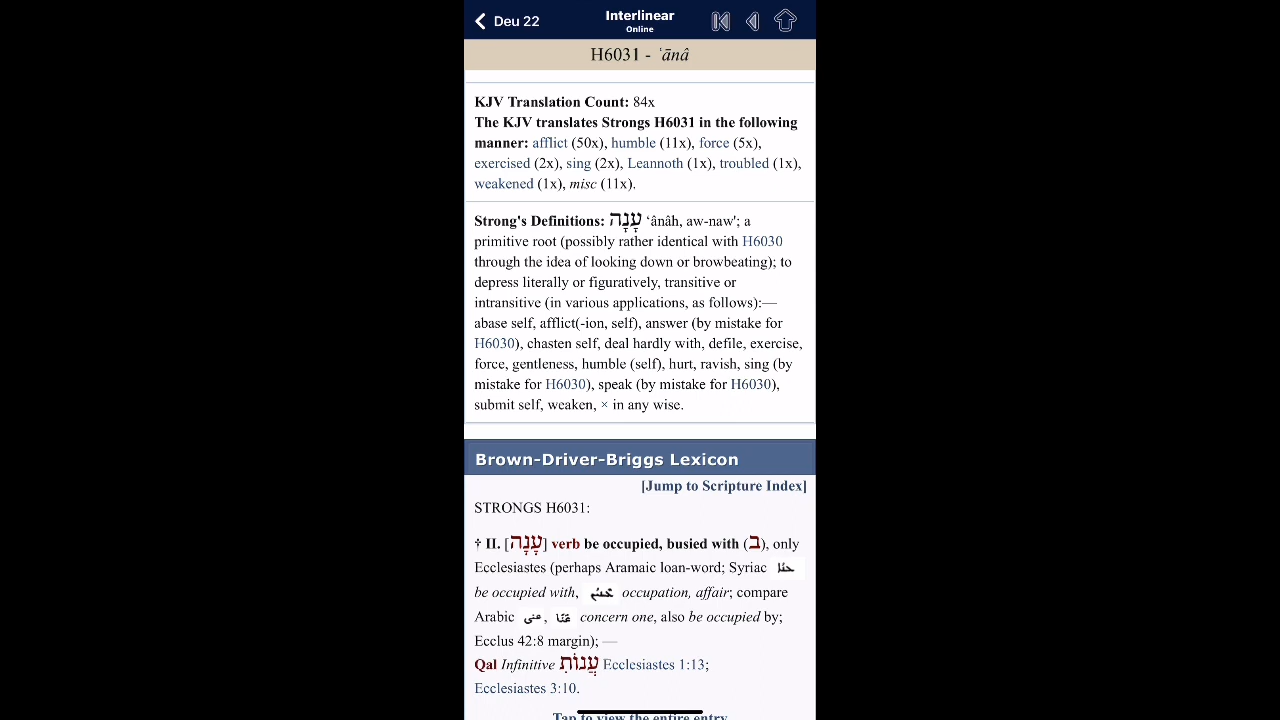 Deu 22
Interlinear
Online
H6031 - ʿānâ
KJV Translation Count: 84x
The KJV translates Strongs H6031 in the following
manner: afflict (50x), humble (11x), force (5x),
exercised (2x), sing (2x), Leannoth (1x), troubled (1x),
weakened (1x), misc (11x).
Strong's Definitions: עָנָה ʻânâh, aw-naw'; a
primitive root (possibly rather identical with H6030
through the idea of looking down or browbeating); to
depress literally or figuratively, transitive or
intransitive (in various applications, as follows):—
abase self, afflict(-ion, self), answer (by mistake for
H6030), chasten self, deal hardly with, defile, exercise,
force, gentleness, humble (self), hurt, ravish, sing (by
mistake for H6030), speak (by mistake for H6030),
submit self, weaken, × in any wise.
Brown-Driver-Briggs Lexicon
[Jump to Scripture Index]
STRONGS H6031:
† II. [עָנָה] verb be occupied, busied with (ב), only
Ecclesiastes (perhaps Aramaic loan-word; Syriac
be occupied with, occupation, affair; compare
Arabic عنى, concern one, also be occupied by;
Ecclus 42:8 margin); —
Qal Infinitive עֲנוֹת Ecclesiastes 1:13;
Ecclesiastes 3:10.
Tap to view the entire entry